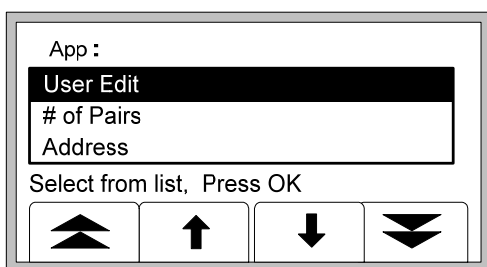 App :
User Edit
# of Pairs
Address
Select from list, Press OK